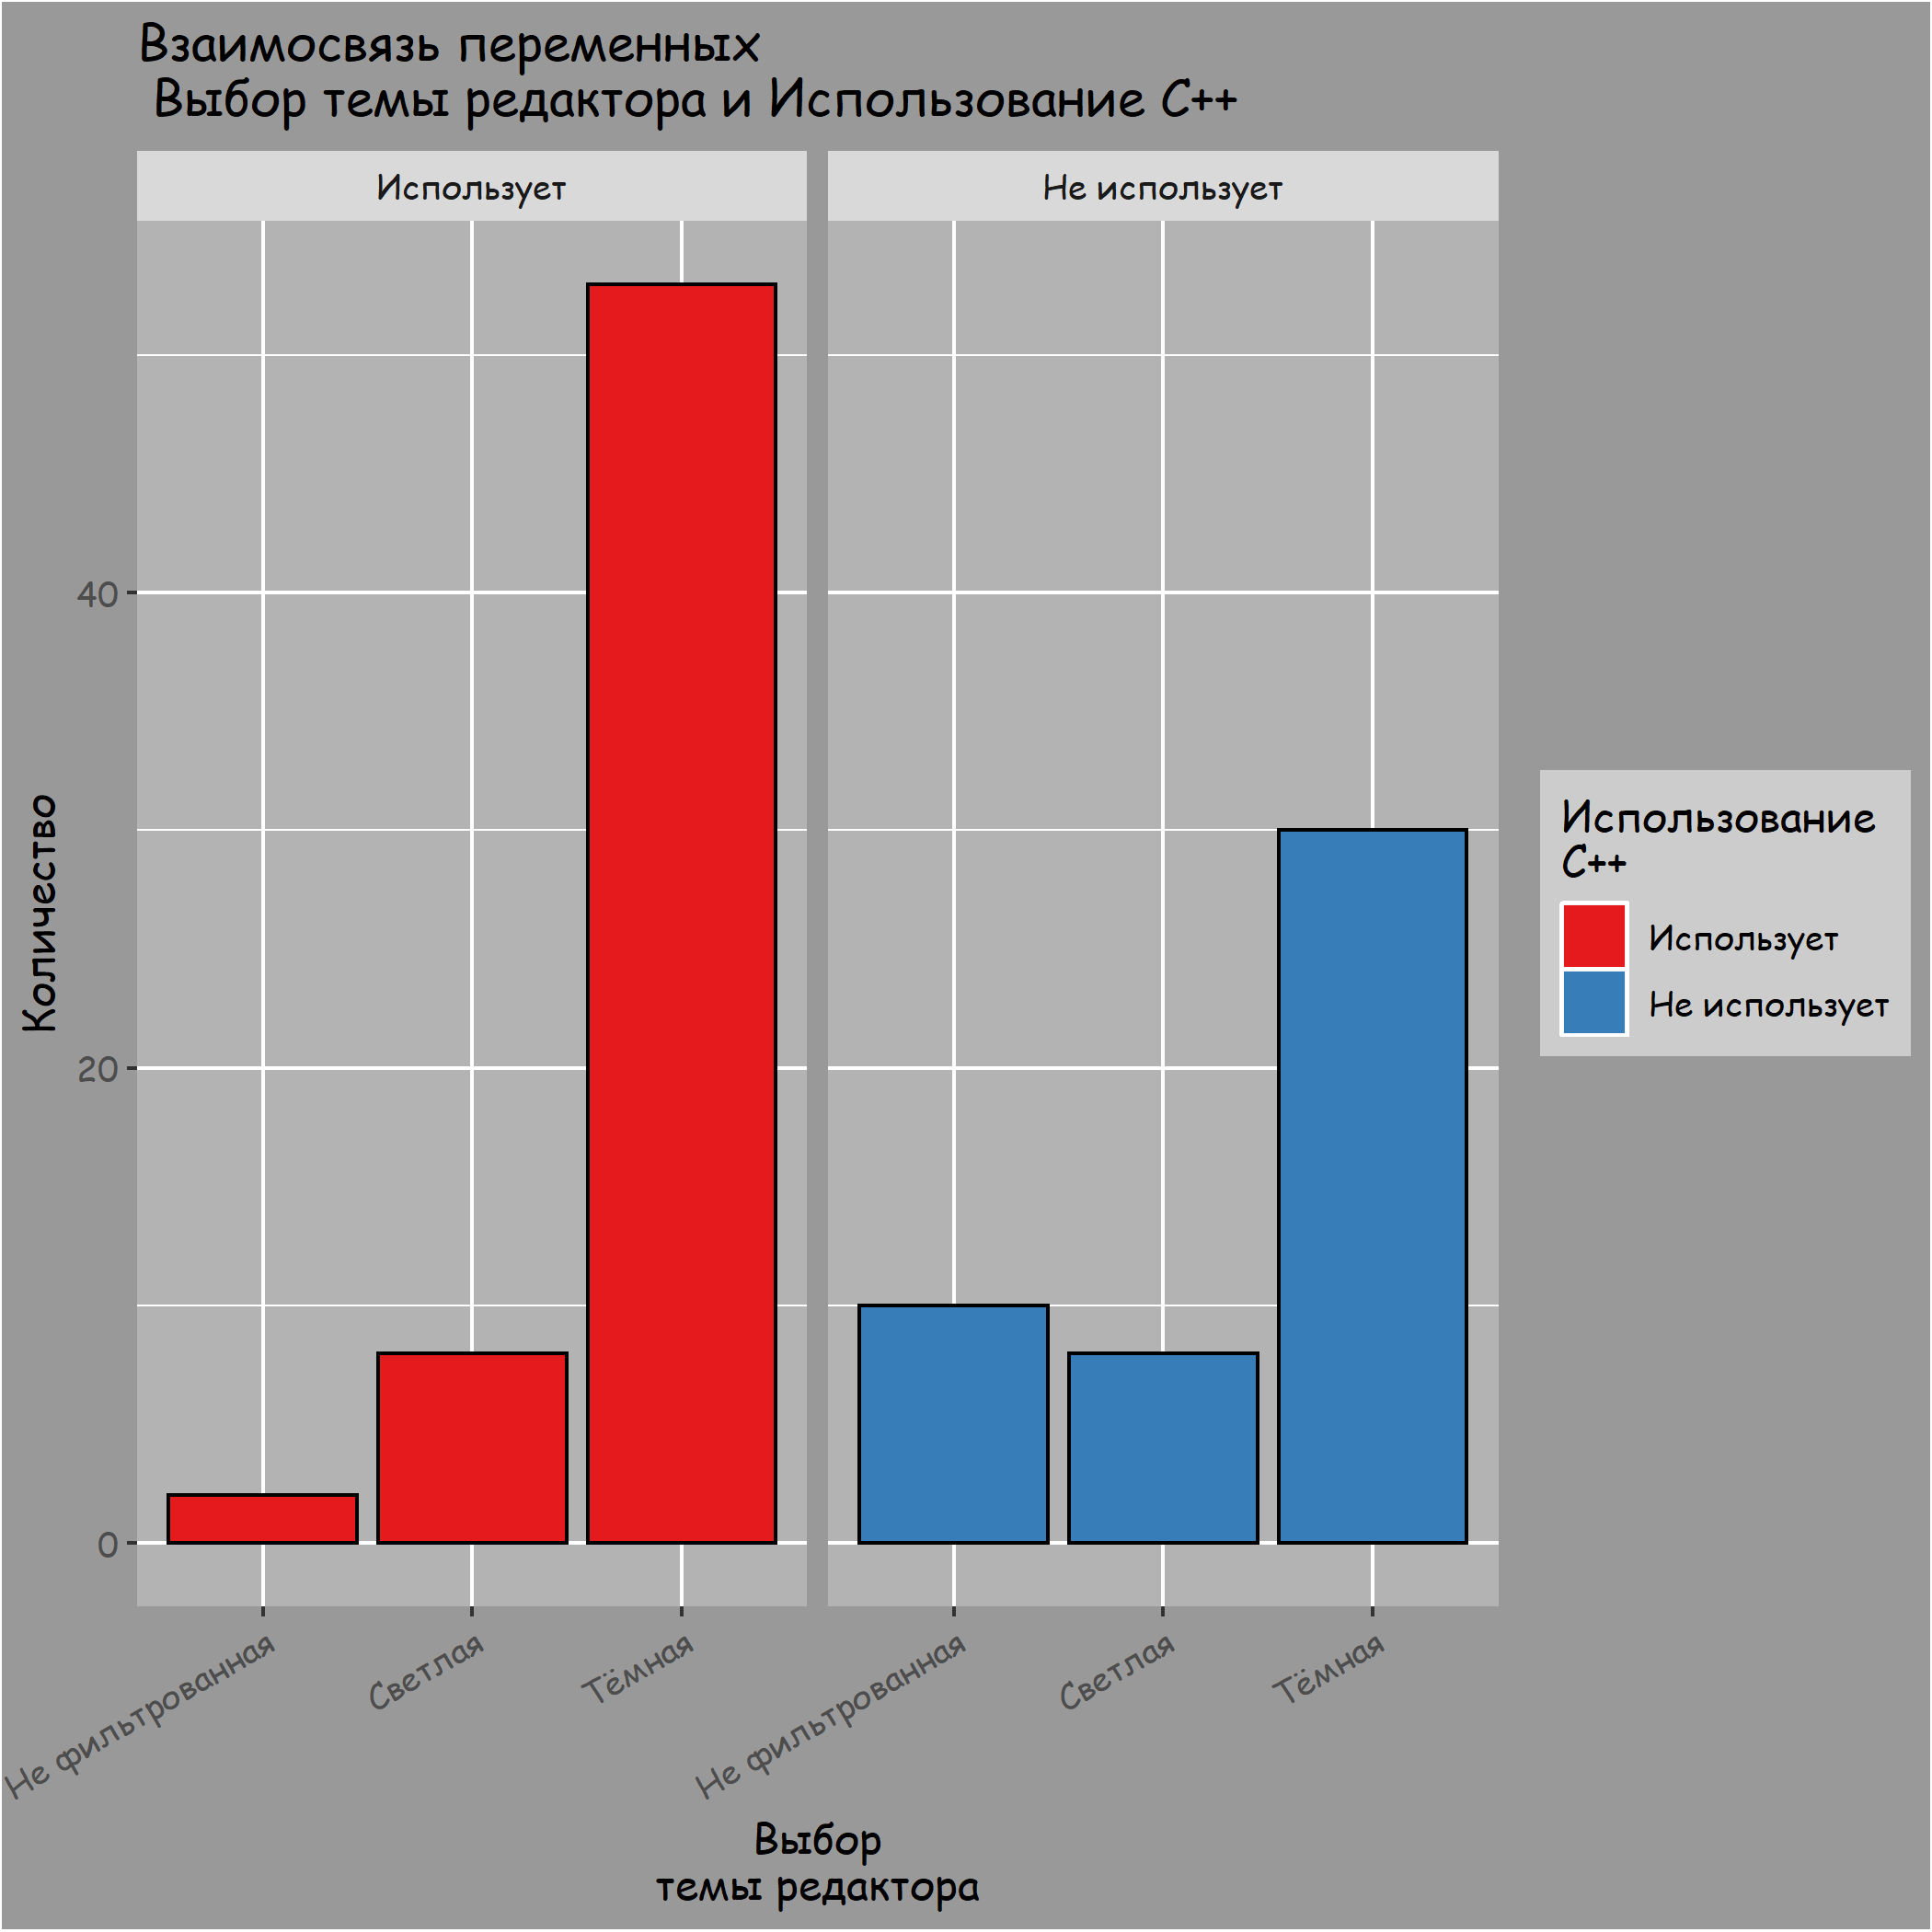 Взаимосвязь переменных
Выбор темы редактора и Использование C++
Использует
Не использует
Количество
40
20
0
Не фильтрованная
Светлая
Тёмная
Не фильтрованная
Светлая
Тёмная
Выбор
темы редактора
Использование
C++
Использует
Не использует